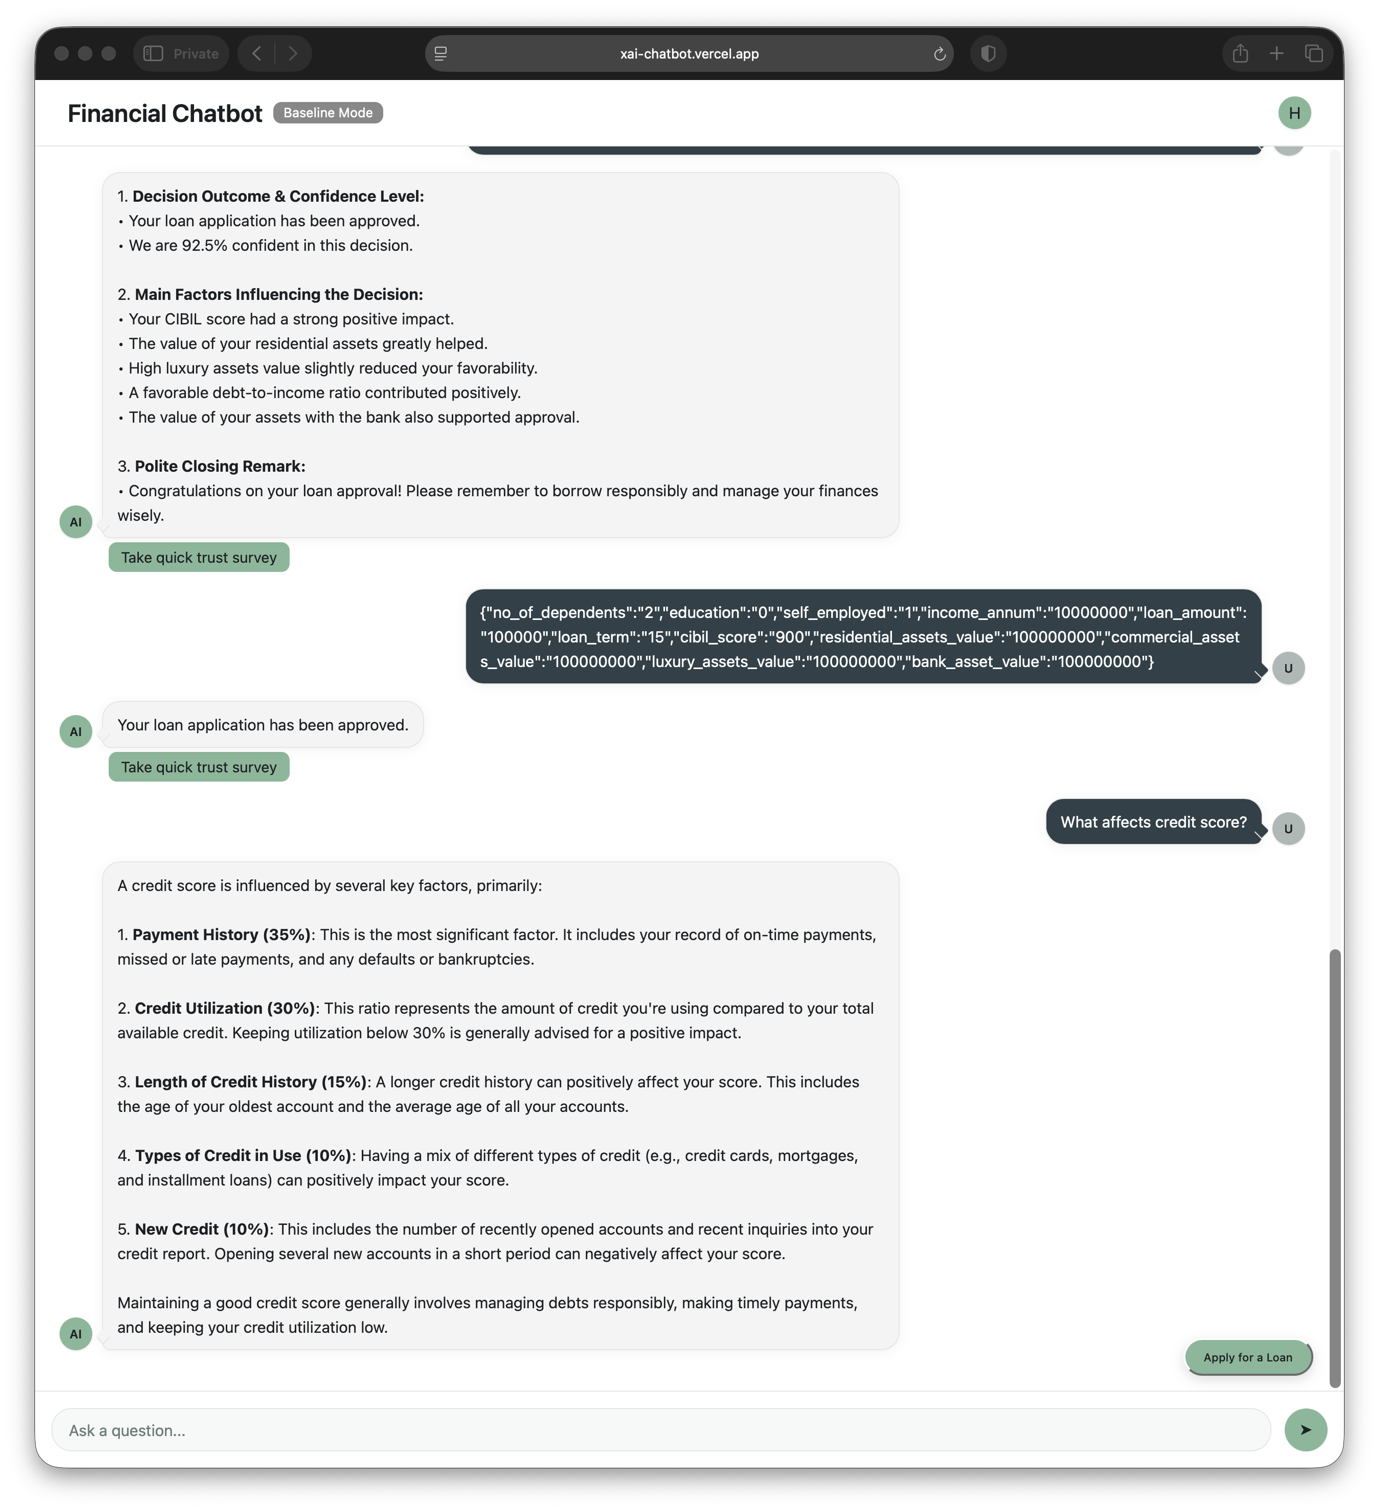 Private
xai-chatbot.vercel.app
Financial Chatbot
Baseline Mode
H
1. Decision Outcome & Confidence Level:
• Your loan application has been approved.
• We are 92.5% confident in this decision.
2. Main Factors Influencing the Decision:
• Your CIBIL score had a strong positive impact.
• The value of your residential assets greatly helped.
• High luxury assets value slightly reduced your favorability.
• A favorable debt-to-income ratio contributed positively.
• The value of your assets with the bank also supported approval.
3. Polite Closing Remark:
• Congratulations on your loan approval! Please remember to borrow responsibly and manage your finances
wisely.
AI
Take quick trust survey
{"no_of_dependents":"2","education":"0","self_employed":"1","income_annum":"10000000","loan_amount":
"100000","loan_term":"15","cibil_score":"900","residential_assets_value":"100000000","commercial_asset
s_value":"100000000","luxury_assets_value":"100000000","bank_asset_value":"100000000"}
U
Your loan application has been approved.
AI
Take quick trust survey
What affects credit score?
U
A credit score is influenced by several key factors, primarily:
1. Payment History (35%): This is the most significant factor. It includes your record of on-time payments,
missed or late payments, and any defaults or bankruptcies.
2. Credit Utilization (30%): This ratio represents the amount of credit you're using compared to your total
available credit. Keeping utilization below 30% is generally advised for a positive impact.
3. Length of Credit History (15%): A longer credit history can positively affect your score. This includes
the age of your oldest account and the average age of all your accounts.
4. Types of Credit in Use (10%): Having a mix of different types of credit (e.g., credit cards, mortgages,
and installment loans) can positively impact your score.
5. New Credit (10%): This includes the number of recently opened accounts and recent inquiries into your
credit report. Opening several new accounts in a short period can negatively affect your score.
Maintaining a good credit score generally involves managing debts responsibly, making timely payments,
and keeping your credit utilization low.
AI
Apply for a Loan
Ask a question...